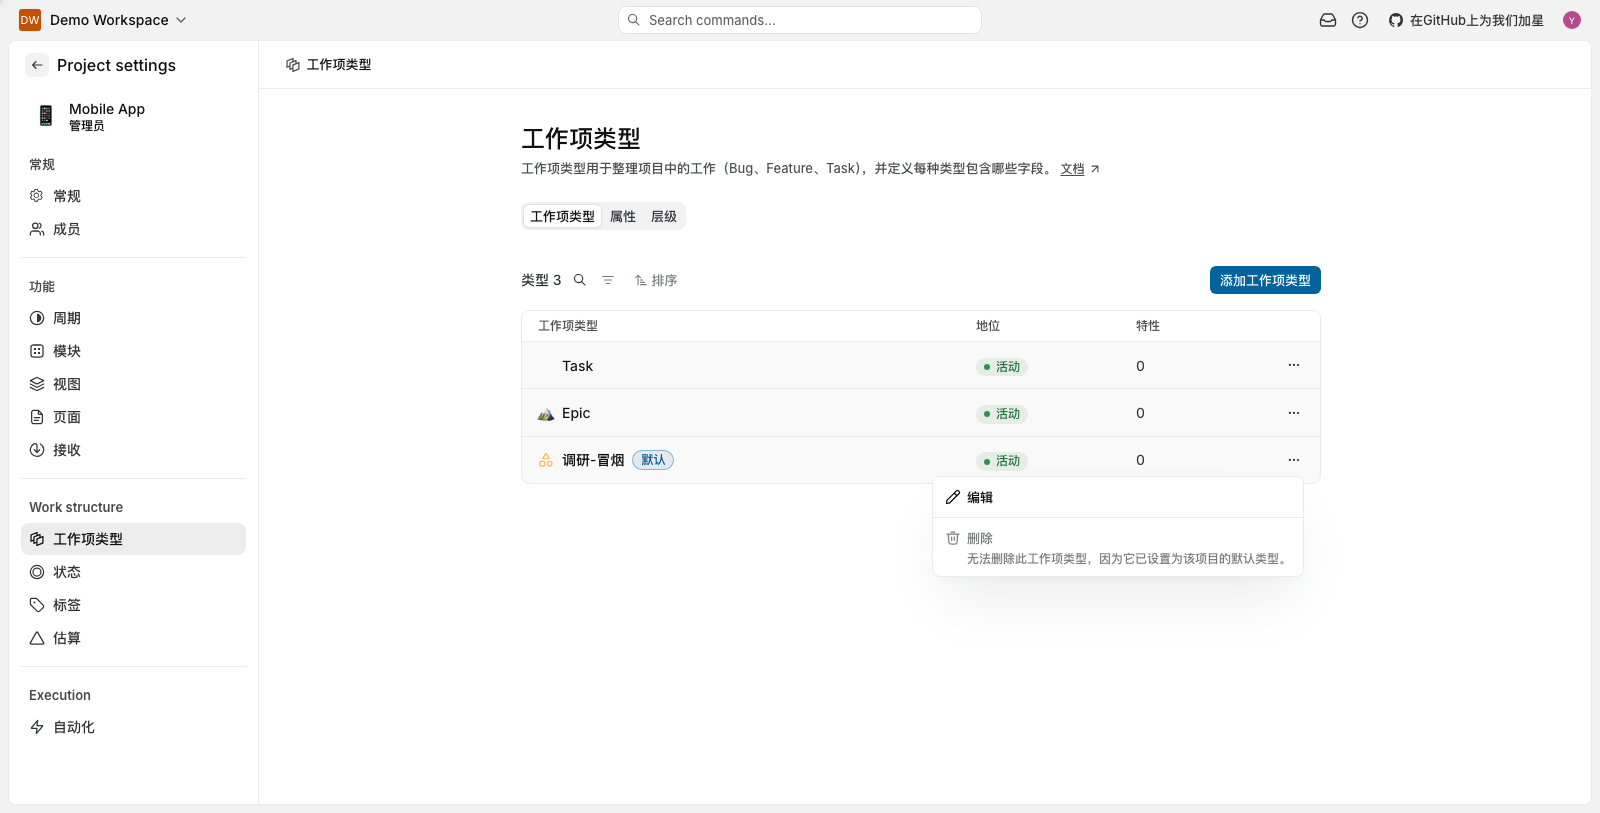 DW Demo Workspace
Search commands...
在GitHub上为我们加星
Y
Project settings
Mobile App
管理员
常规
常规
成员
功能
周期
模块
视图
页面
接收
Work structure
工作项类型
状态
标签
估算
Execution
自动化
工作项类型
工作项类型
工作项类型用于整理项目中的工作（Bug、Feature、Task），并定义每种类型包含哪些字段。 文档
工作项类型 属性 层级
类型 3 排序 添加工作项类型
工作项类型 地位 特性
Task 活动 0
Epic 活动 0
调研-冒烟 默认 活动 0
编辑
删除
无法删除此工作项类型，因为它已设置为该项目的默认类型。